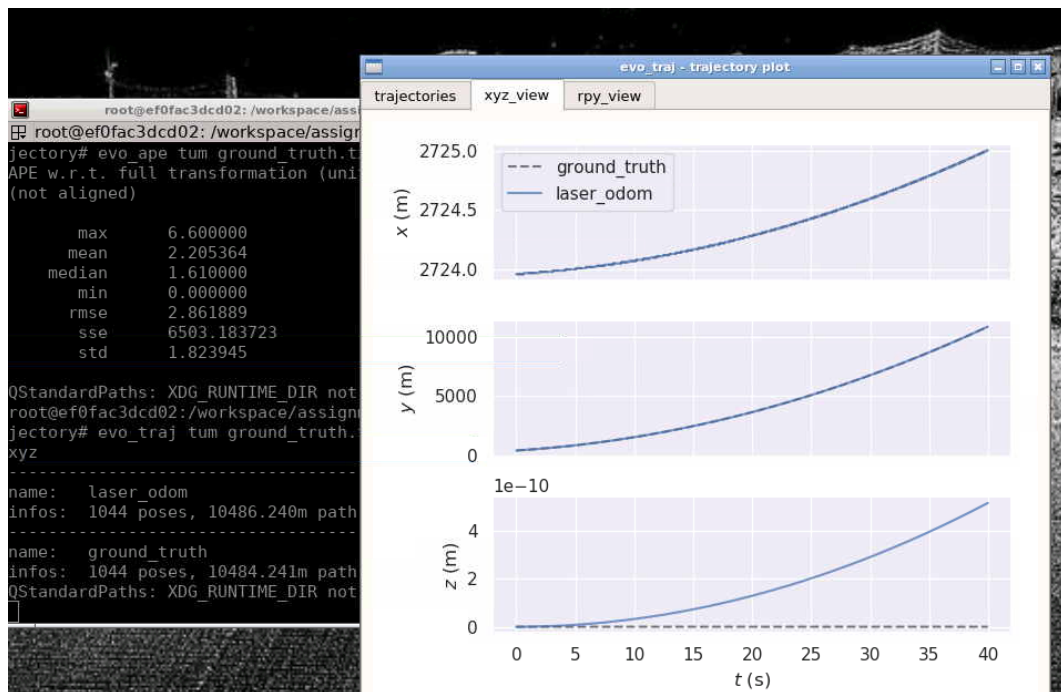 root@ef0fac3dcd02: /workspace/assi
root@ef0fac3dcd02: /workspace/assign
jectory# evo_ape tum ground_truth.t
APE w.r.t. full transformation (uni
(not aligned)
max 6.600000
mean 2.205364
median 1.610000
min 0.000000
rmse 2.861889
sse 6503.183723
std 1.823945
QStandardPaths: XDG_RUNTIME_DIR not
root@ef0fac3dcd02:/workspace/assign
jectory# evo_traj tum ground_truth.
xyz
----------------------------------
name: laser_odom
infos: 1044 poses, 10486.240m path
----------------------------------
name: ground_truth
infos: 1044 poses, 10484.241m path
QStandardPaths: XDG_RUNTIME_DIR not
evo_traj - trajectory plot
trajectories xyz_view rpy_view
ground_truth
laser_odom
x (m)
2725.0
2724.5
2724.0
y (m)
10000
5000
0
1e−10
z (m)
4
2
0
0 5 10 15 20 25 30 35 40
t (s)